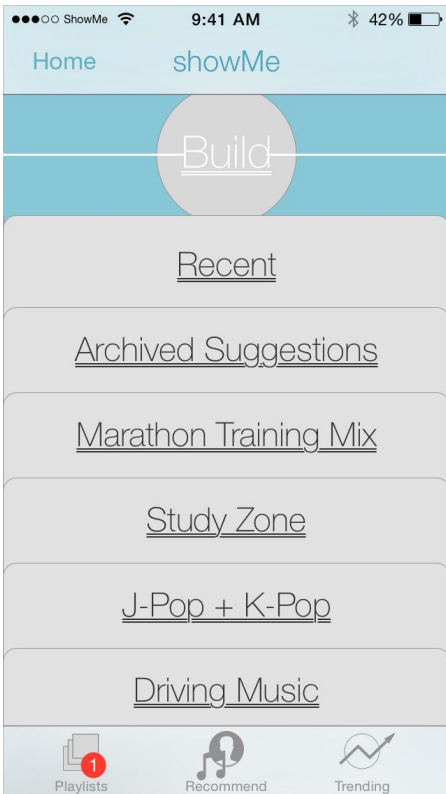 ShowMe 9:41 AM 42%
Home showMe
Build
Recent
Archived Suggestions
Marathon Training Mix
Study Zone
J-Pop + K-Pop
Driving Music
1
Playlists Recommend Trending